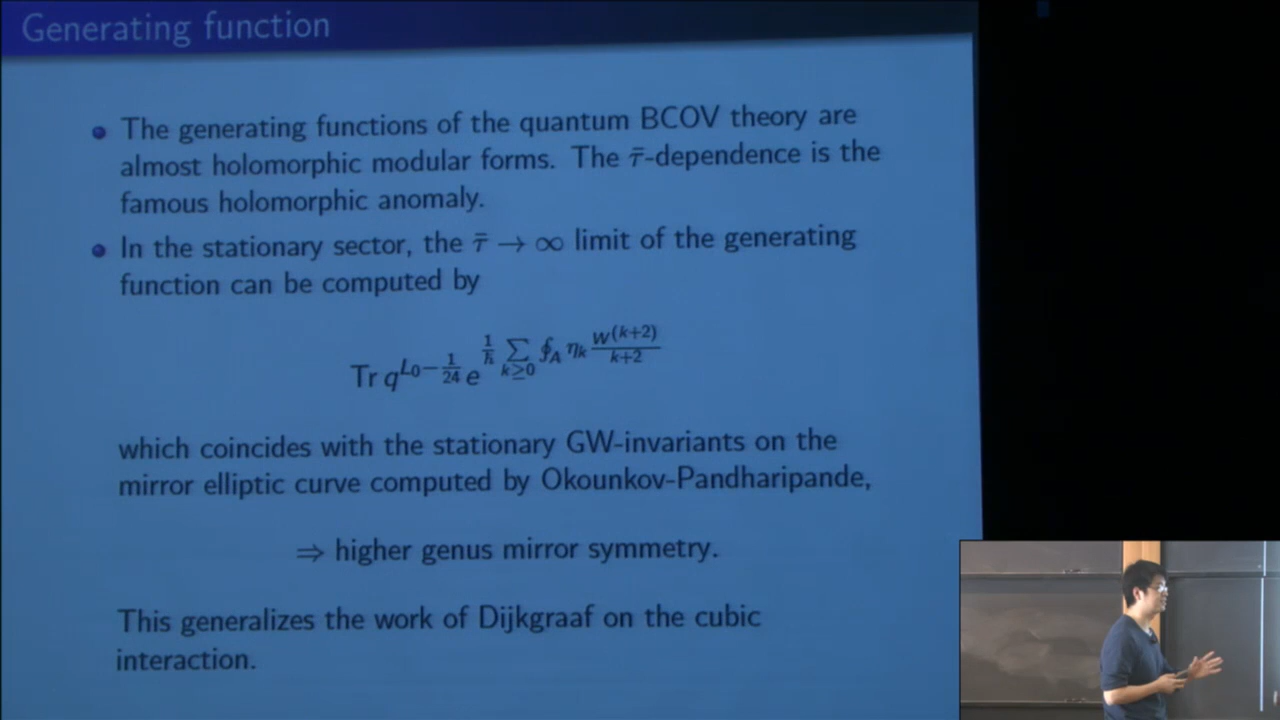 Generating function
The generating functions of the quantum BCOV theory are
almost holomorphic modular forms. The τ̄-dependence is the
famous holomorphic anomaly.
In the stationary sector, the τ̄ → ∞ limit of the generating
function can be computed by
Tr q^{L_0 - \frac{1}{24}} e^{\frac{1}{ħ} \sum_{k≥0} ∮_A η_k \frac{W^{(k+2)}}{k+2}}
which coincides with the stationary GW-invariants on the
mirror elliptic curve computed by Okounkov-Pandharipande,
⇒ higher genus mirror symmetry.
This generalizes the work of Dijkgraaf on the cubic
interaction.